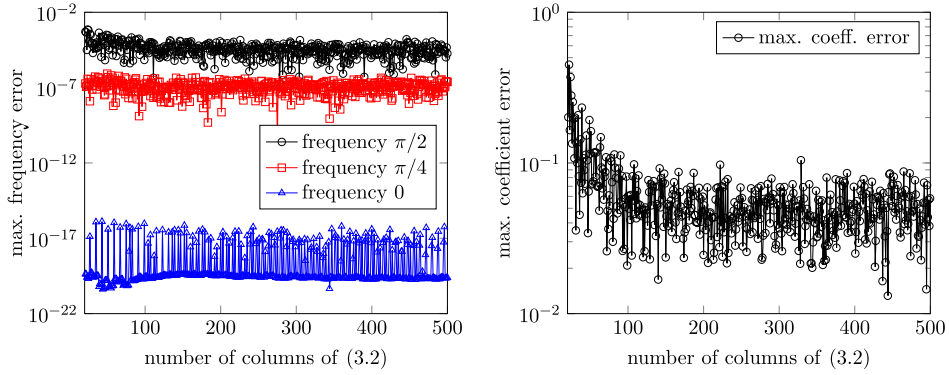 10^−2
10^−7
10^−12
10^−17
10^−22
max. frequency error
frequency π/2
frequency π/4
frequency 0
100 200 300 400 500
number of columns of (3.2)
10^0
10^−1
10^−2
max. coefficient error
max. coeff. error
100 200 300 400 500
number of columns of (3.2)